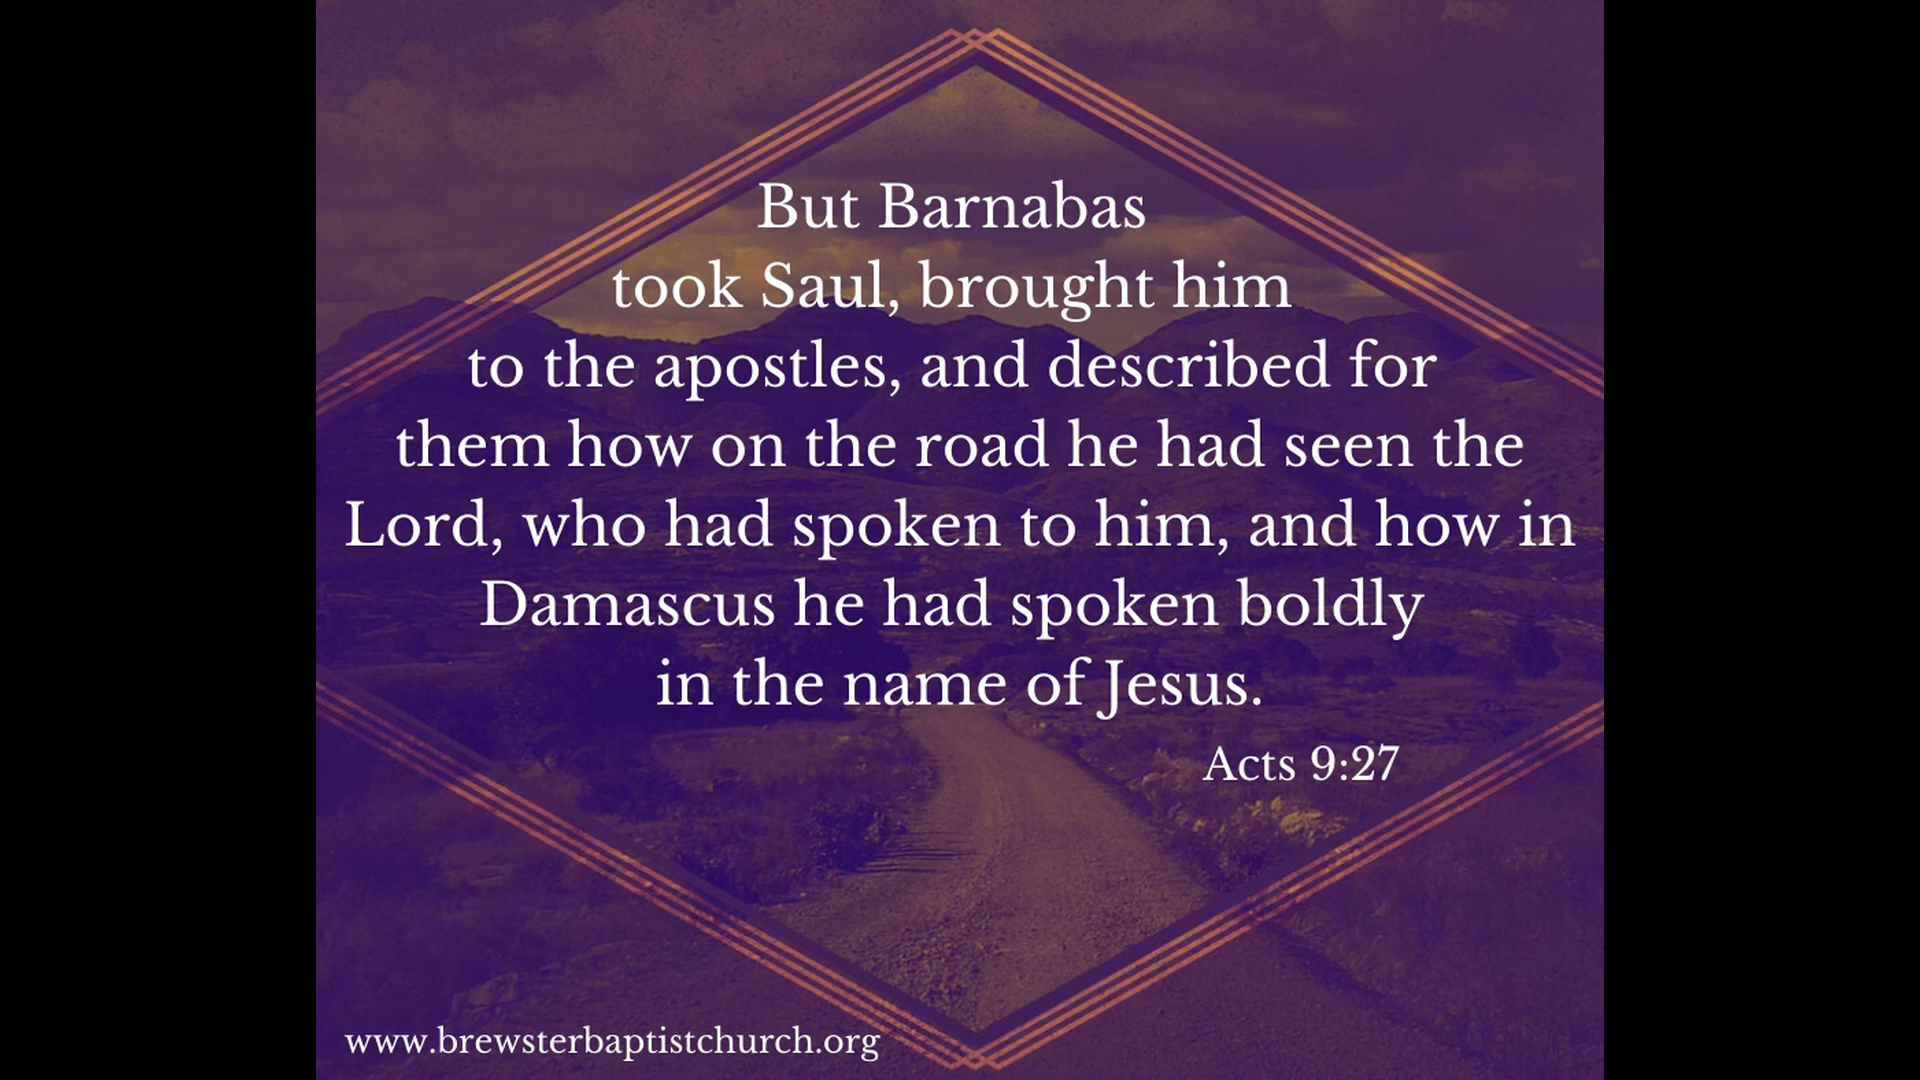 But Barnabas
took Saul, brought him
to the apostles, and described for
them how on the road he had seen the
Lord, who had spoken to him, and how in
Damascus he had spoken boldly
in the name of Jesus.
Acts 9:27
www.brewsterbaptistchurch.org